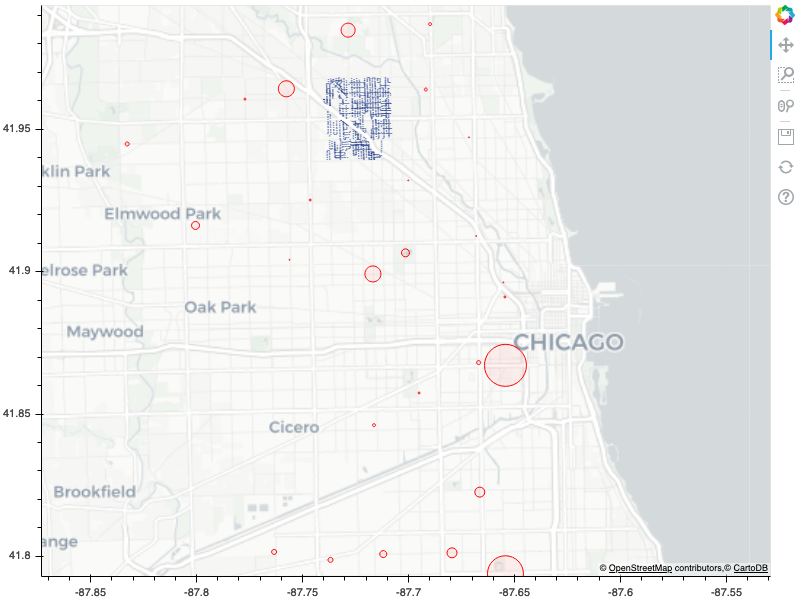 41.95
klin Park
Elmwood Park
41.9
elrose Park
Oak Park
Maywood
CHICAGO
41.85
Cicero
Brookfield
ange
41.8
© OpenStreetMap contributors,© CartoDB
-87.85
-87.8
-87.75
-87.7
-87.65
-87.6
-87.55